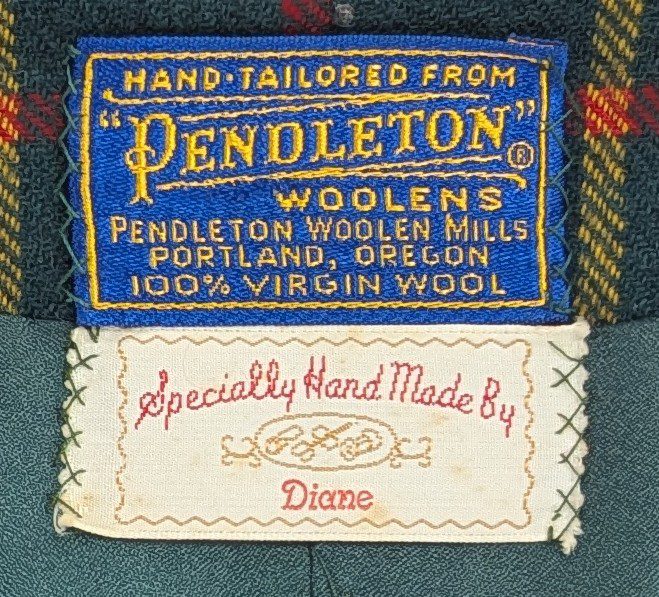 HAND·TAILORED FROM
"PENDLETON" ®
WOOLENS
PENDLETON WOOLEN MILLS
PORTLAND, OREGON
100% VIRGIN WOOL
Specially Hand Made By
Diane